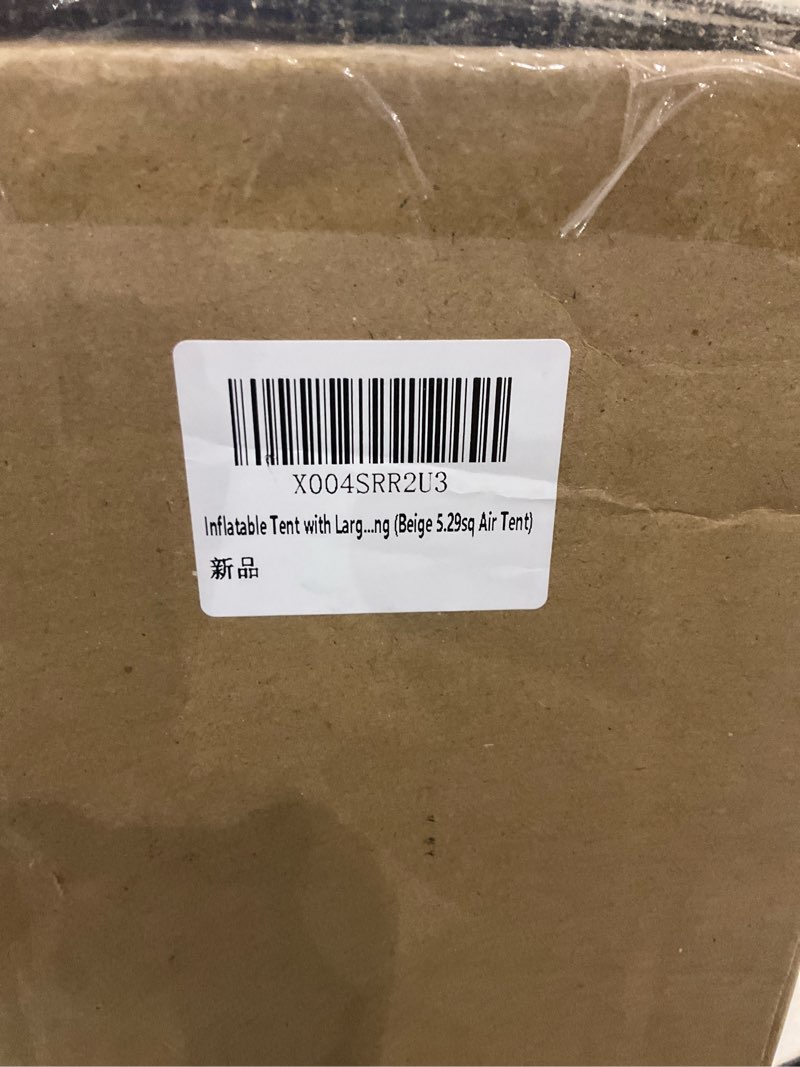 X004SRR2U3
Inflatable Tent with Larg...ng (Beige 5.29sq Air Tent)
新品